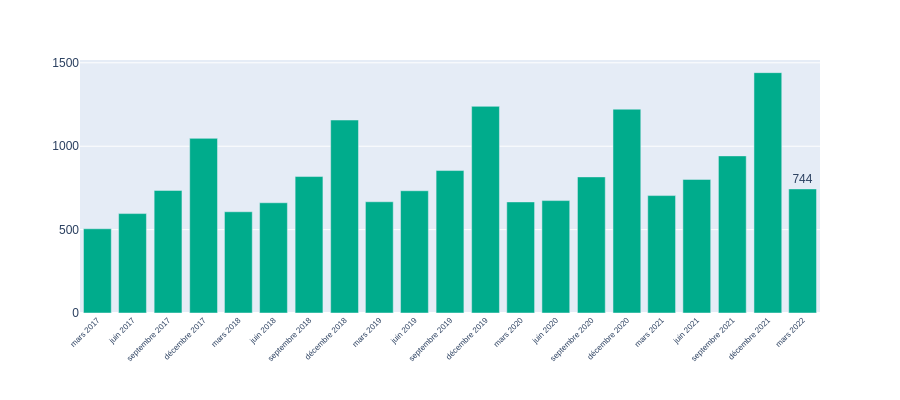 1500
1000
500
0
744
mars 2017
juin 2017
septembre 2017
décembre 2017
mars 2018
juin 2018
septembre 2018
décembre 2018
mars 2019
juin 2019
septembre 2019
décembre 2019
mars 2020
juin 2020
septembre 2020
décembre 2020
mars 2021
juin 2021
septembre 2021
décembre 2021
mars 2022